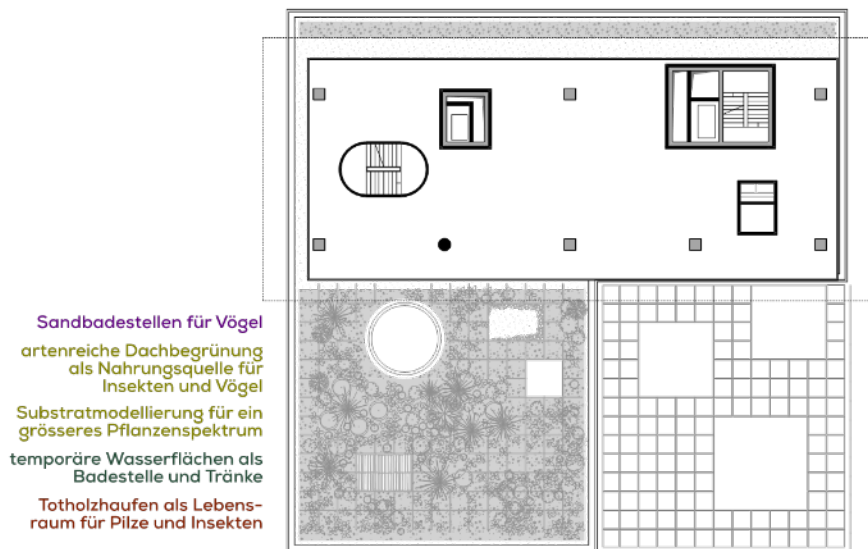 Sandbadestellen für Vögel
artenreiche Dachbegrünung
als Nahrungsquelle für
Insekten und Vögel
Substratmodellierung für ein
grösseres Pflanzenspektrum
temporäre Wasserflächen als
Badestelle und Tränke
Totholzhaufen als Lebens-
raum für Pilze und Insekten